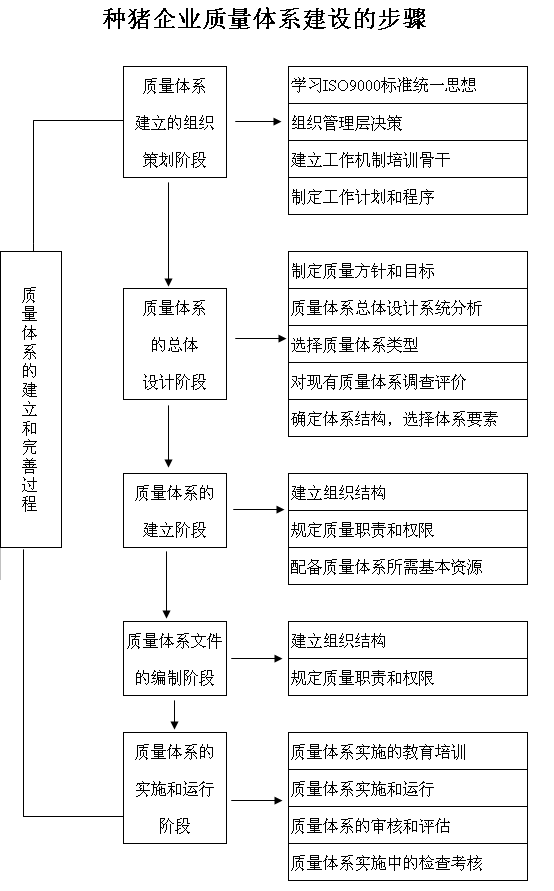 种猪企业质量体系建设的步骤
质量体系的建立和完善过程
质量体系
建立的组织
策划阶段
学习ISO9000标准统一思想
组织管理层决策
建立工作机制培训骨干
制定工作计划和程序
质量体系
的总体
设计阶段
制定质量方针和目标
质量体系总体设计系统分析
选择质量体系类型
对现有质量体系调查评价
确定体系结构，选择体系要素
质量体系的
建立阶段
建立组织结构
规定质量职责和权限
配备质量体系所需基本资源
质量体系文件
的编制阶段
建立组织结构
规定质量职责和权限
质量体系的
实施和运行
阶段
质量体系实施的教育培训
质量体系实施和运行
质量体系的审核和评估
质量体系实施中的检查考核